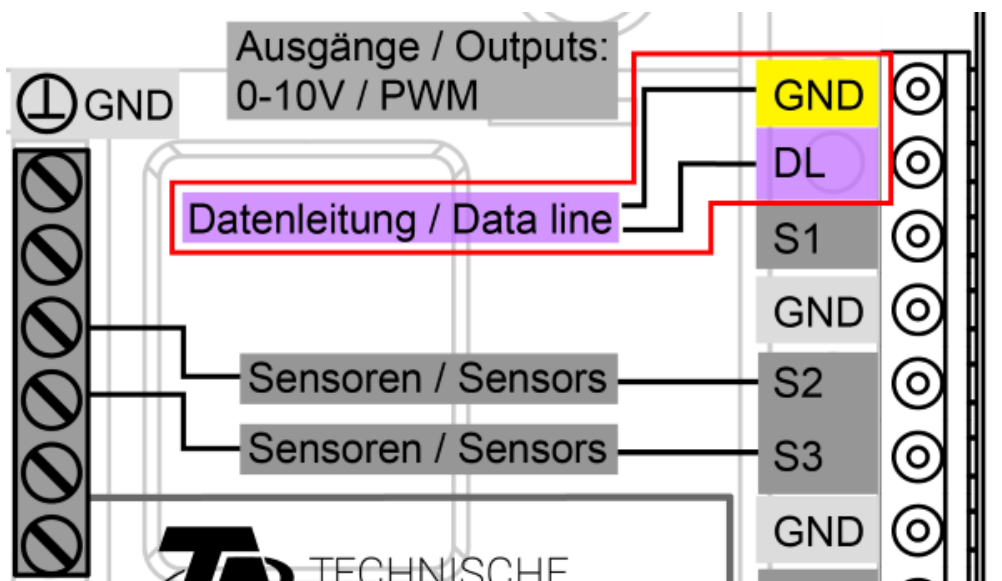 Ausgänge / Outputs:
0-10V / PWM
GND
GND
DL
Datenleitung / Data line
S1
GND
Sensoren / Sensors
S2
Sensoren / Sensors
S3
GND
TECHNISCHE